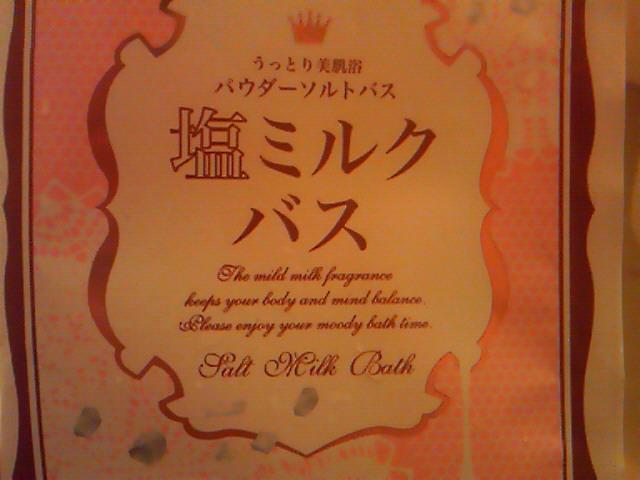 うっとり美肌浴
パウダーソルトバス
塩ミルク
バス
The mild milk fragrance
keeps your body and mind balance.
Please enjoy your moody bath time.
Salt Milk Bath